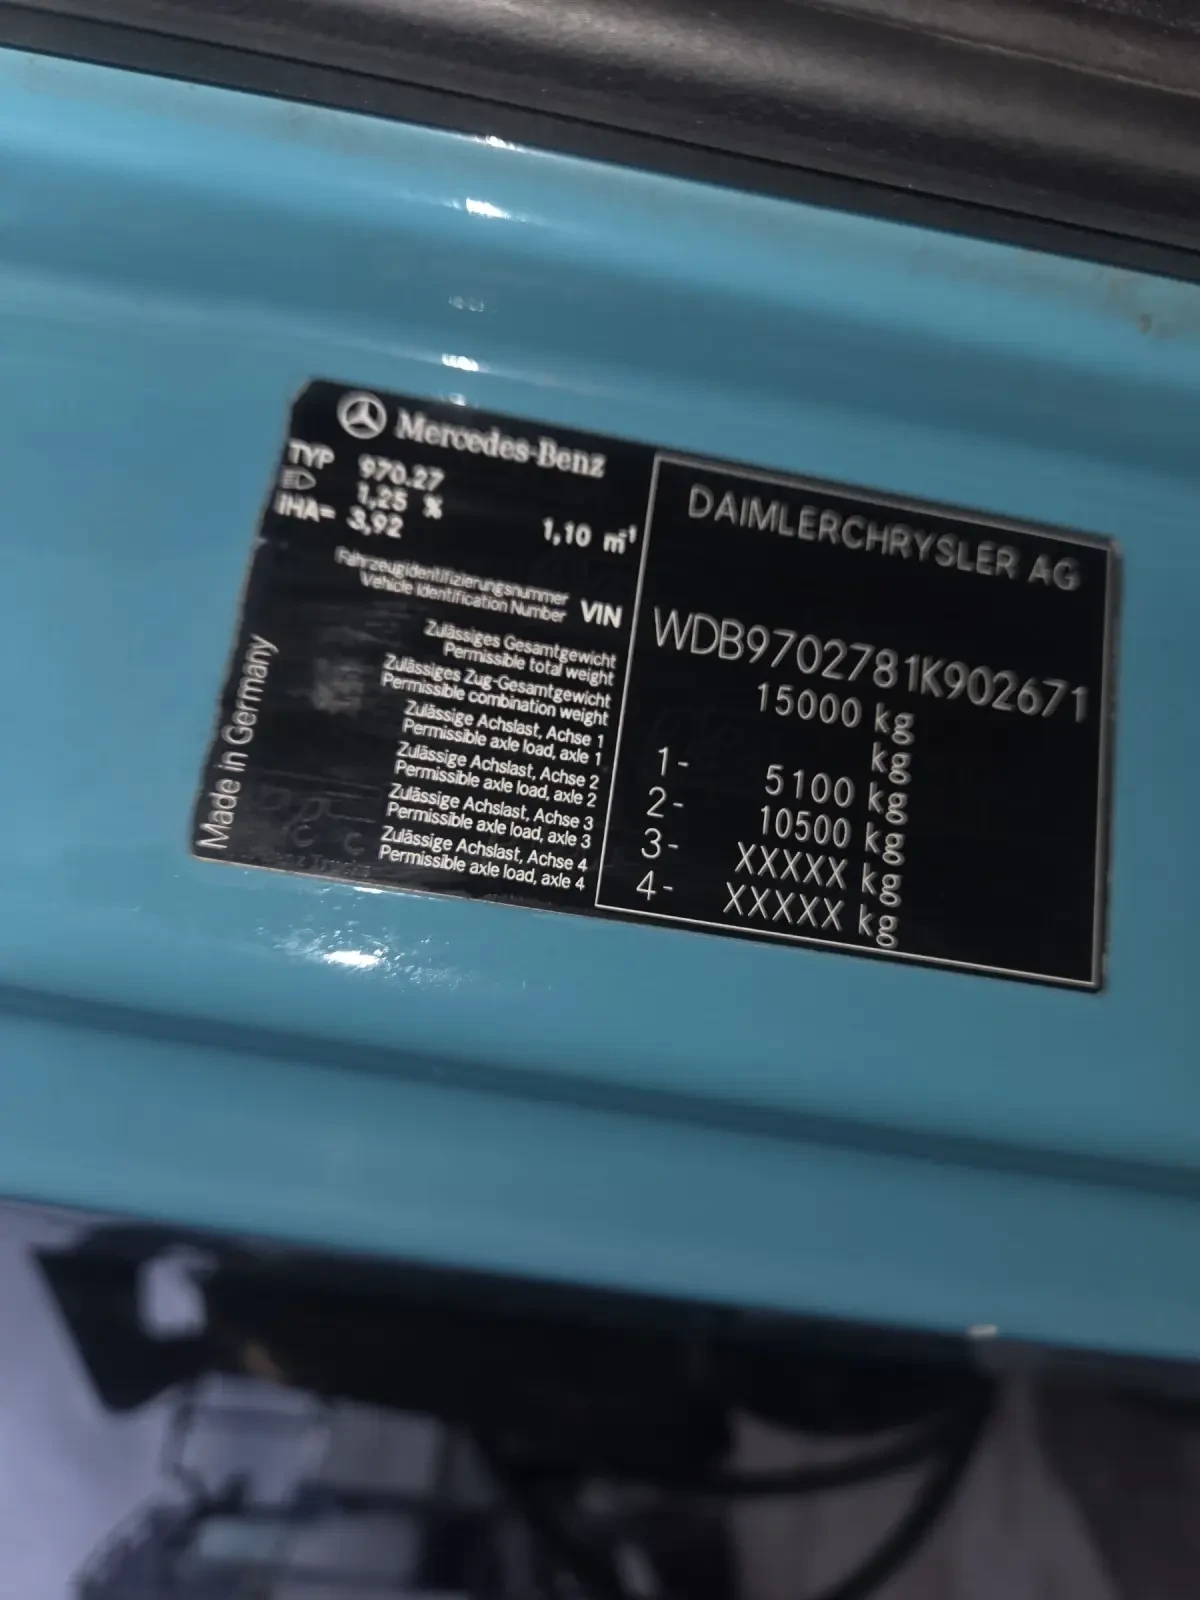 Mercedes-Benz
TYP 970.27
1,25 %
1,10 m-1
iHA= 3,92
DAIMLERCHRYSLER AG
Fahrzeugidentifizierungsnummer
Vehicle Identification Number VIN
WDB9702781K902671
Zulässiges Gesamtgewicht
Permissible total weight
15000 kg
Zulässiges Zug-Gesamtgewicht
Permissible combination weight
kg
Zulässige Achslast, Achse 1
Permissible axle load, axle 1
1- 5100 kg
Zulässige Achslast, Achse 2
Permissible axle load, axle 2
2- 10500 kg
Zulässige Achslast, Achse 3
Permissible axle load, axle 3
3- XXXXX kg
Zulässige Achslast, Achse 4
Permissible axle load, axle 4
4- XXXXX kg
Made in Germany